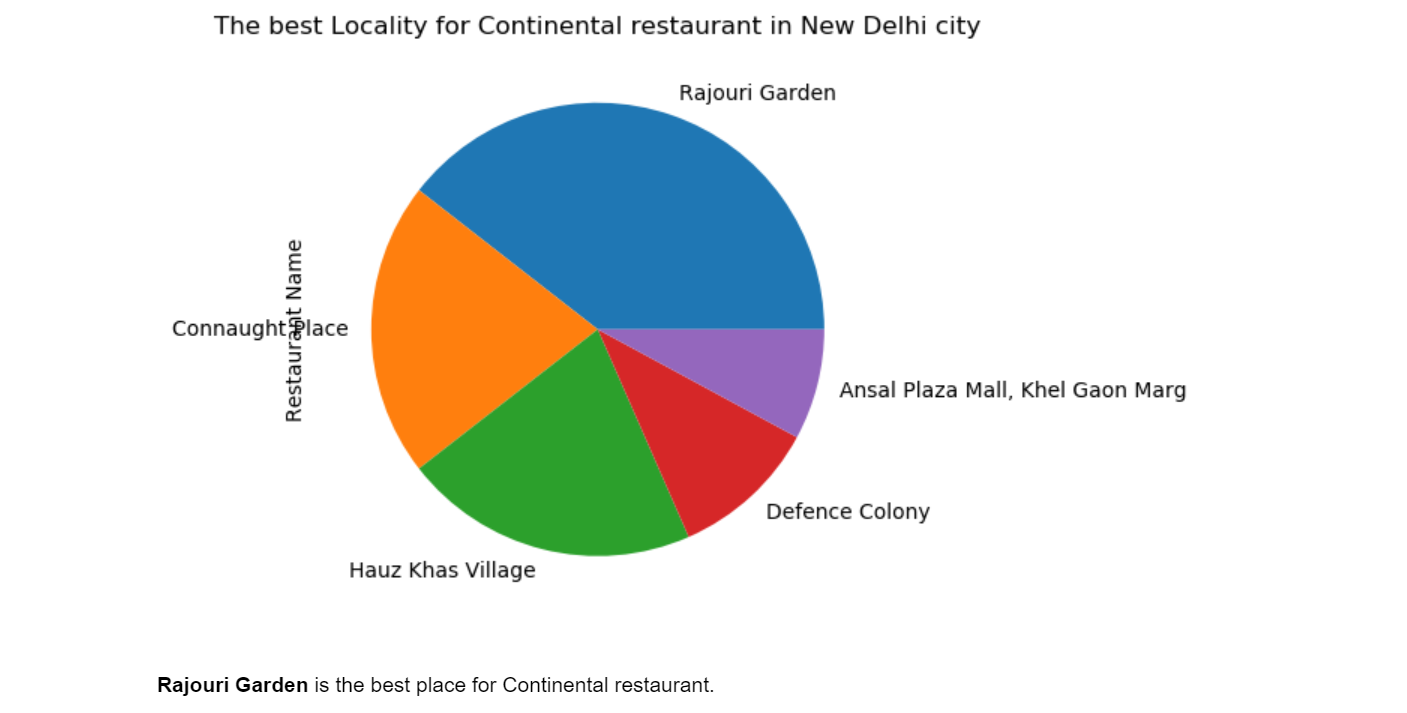 The best Locality for Continental restaurant in New Delhi city
Rajouri Garden
Restaurant Name
Connaught Place
Ansal Plaza Mall, Khel Gaon Marg
Defence Colony
Hauz Khas Village
Rajouri Garden is the best place for Continental restaurant.